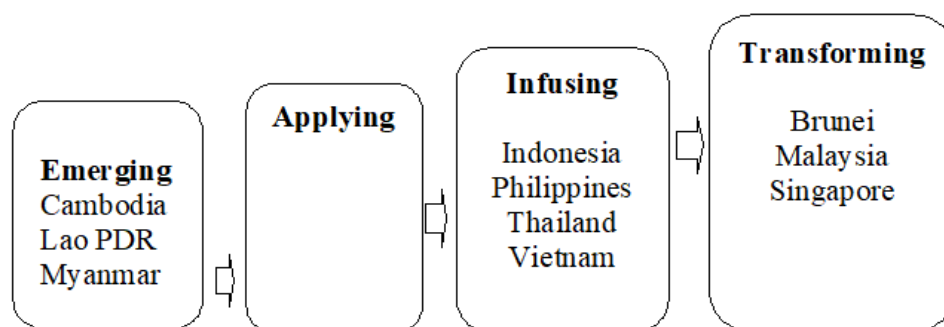 Emerging
Cambodia
Lao PDR
Myanmar
Applying
Infusing
Indonesia
Philippines
Thailand
Vietnam
Transforming
Brunei
Malaysia
Singapore